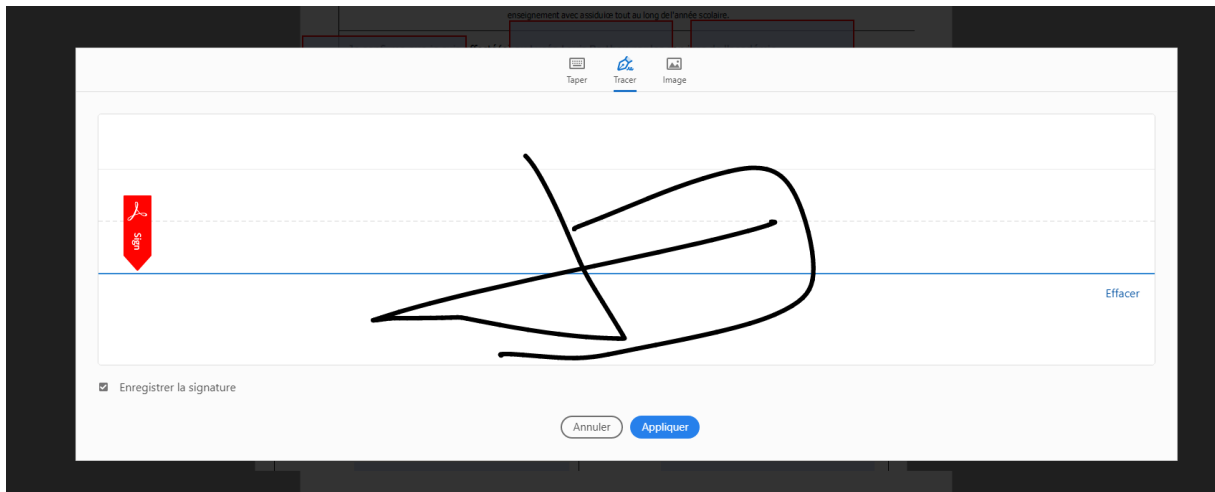 enseignement avec assiduité tout au long de l'année scolaire.
Taper
Tracer
Image
Sign
Effacer
Enregistrer la signature
Annuler
Appliquer